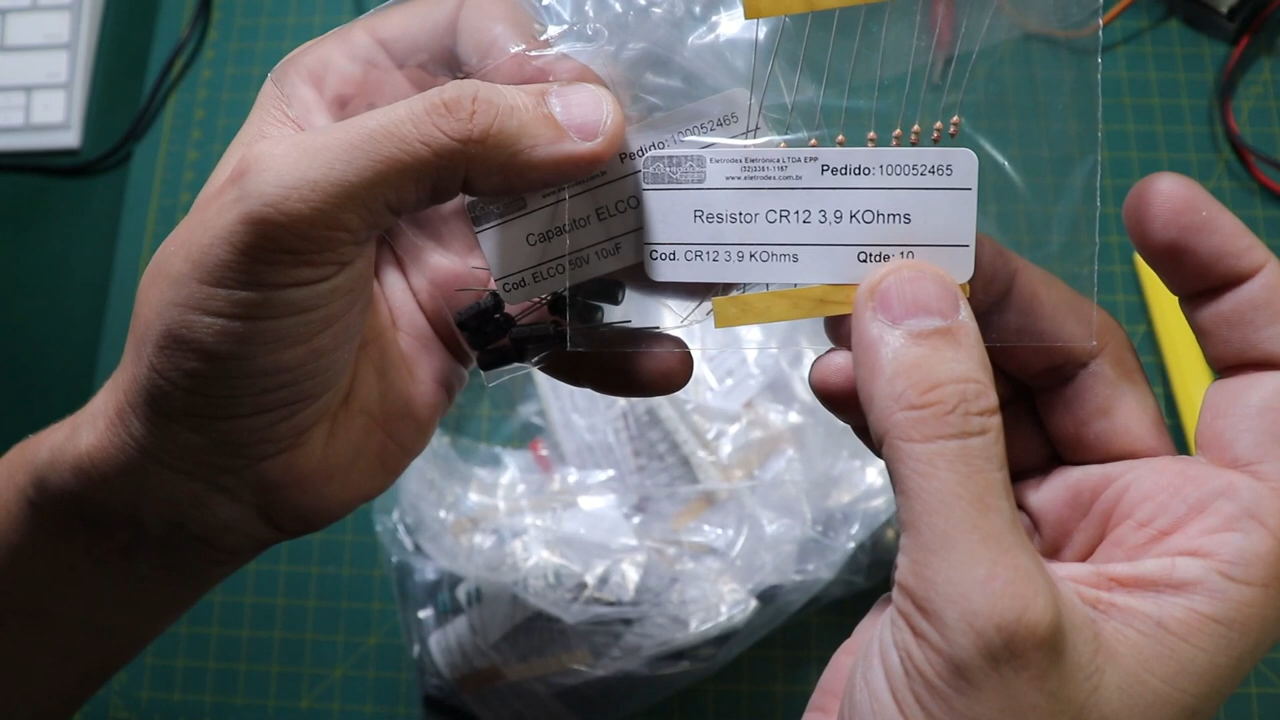 Pedido: 100052465
Capacitor ELCO
Cod. ELCO 50V 10uF
Eletrodex Eletrônica LTDA EPP
(32)3351-1167
www.eletrodex.com.br
Pedido: 100052465
Resistor CR12 3,9 KOhms
Cod. CR12 3,9 KOhms
Qtde: 10